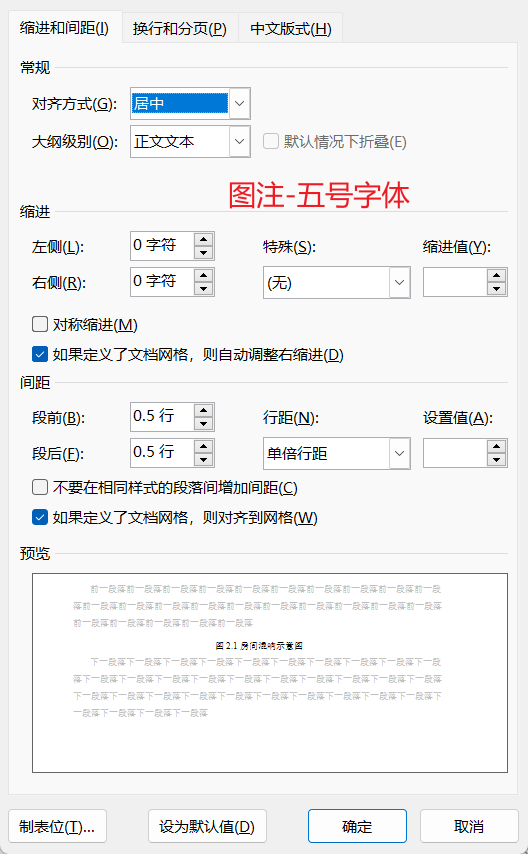 缩进和间距(I) 换行和分页(P) 中文版式(H)
常规
对齐方式(G): 居中
大纲级别(O): 正文文本 默认情况下折叠(E)
图注-五号字体
缩进
左侧(L): 0 字符 特殊(S): 缩进值(Y):
右侧(R): 0 字符 (无)
对称缩进(M)
如果定义了文档网格，则自动调整右缩进(D)
间距
段前(B): 0.5 行 行距(N): 设置值(A):
段后(F): 0.5 行 单倍行距
不要在相同样式的段落间增加间距(C)
如果定义了文档网格，则对齐到网格(W)
预览
前一段落前一段落前一段落前一段落前一段落前一段落前一段落前一段落前一段落前一段
落前一段落前一段落前一段落前一段落前一段落前一段落前一段落前一段落前一段落前一段落
前一段落前一段落前一段落前一段落前一段落
图 2.1 房间混响示意图
下一段落下一段落下一段落下一段落下一段落下一段落下一段落下一段落下一段落下一段
落下一段落下一段落下一段落下一段落下一段落下一段落下一段落下一段落下一段落下一段落
下一段落下一段落下一段落下一段落下一段落下一段落下一段落下一段落下一段落下一段落下
一段落下一段落下一段落下一段落
制表位(T)... 设为默认值(D) 确定 取消